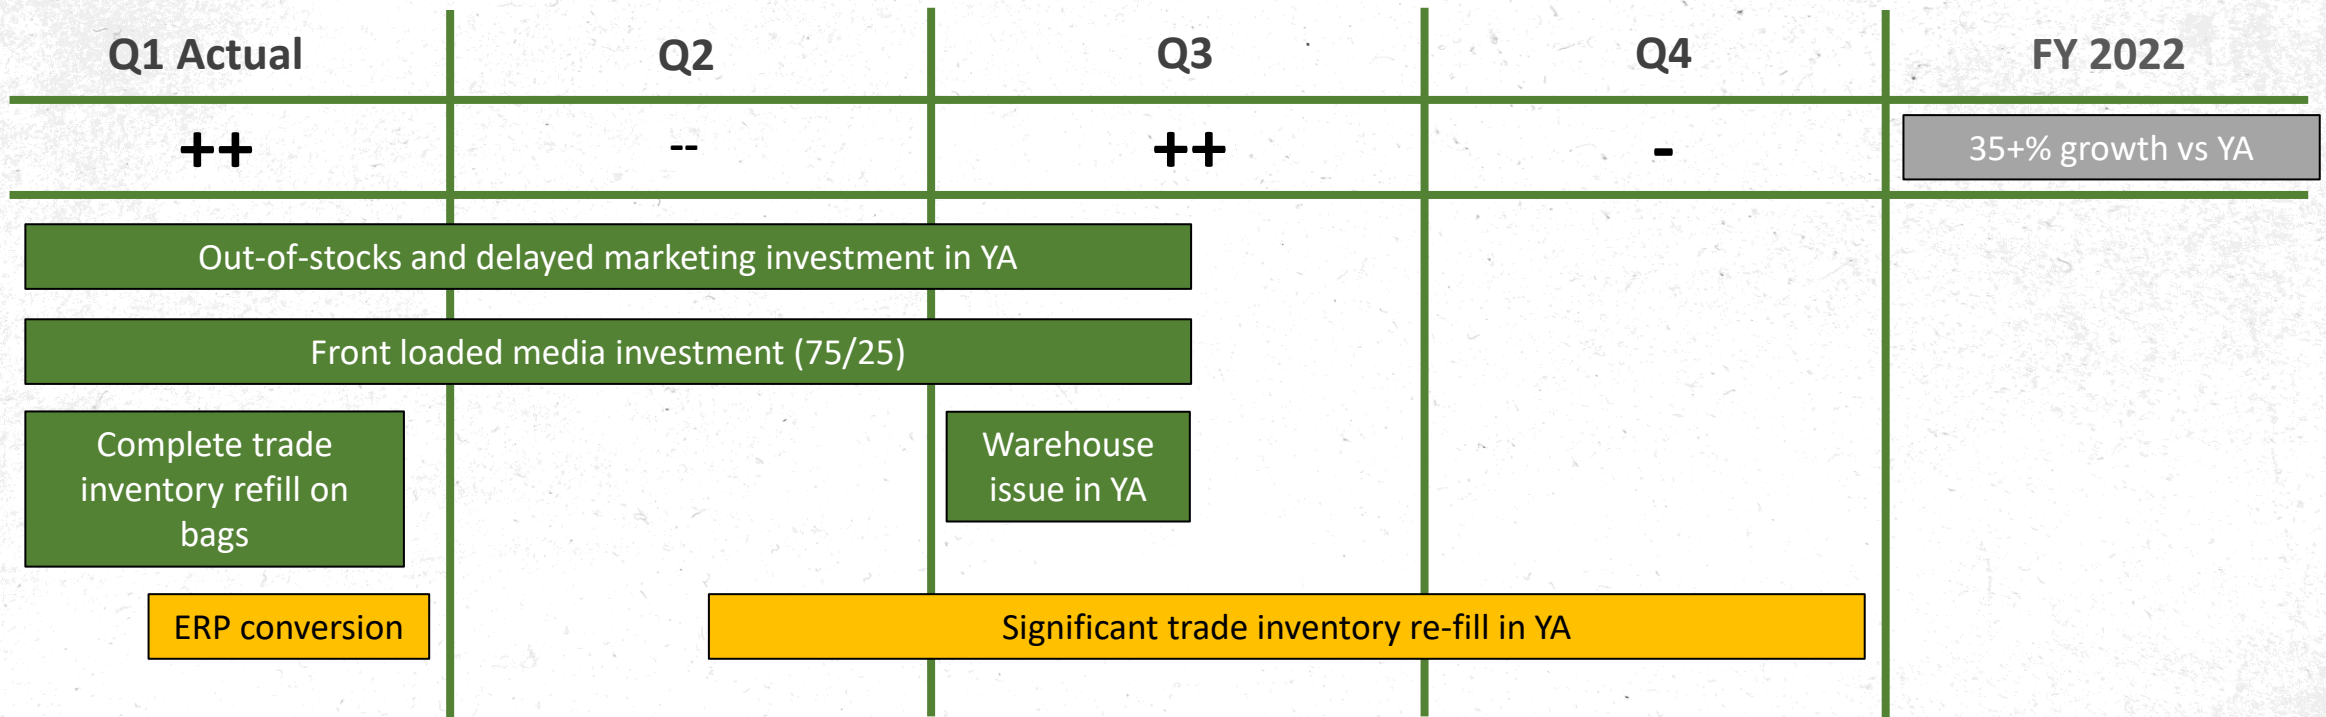 Q1 Actual
Q2
Q3
Q4
FY 2022
++
--
++
-
35+% growth vs YA
Out-of-stocks and delayed marketing investment in YA
Front loaded media investment (75/25)
Complete trade
inventory refill on
bags
Warehouse
issue in YA
ERP conversion
Significant trade inventory re-fill in YA